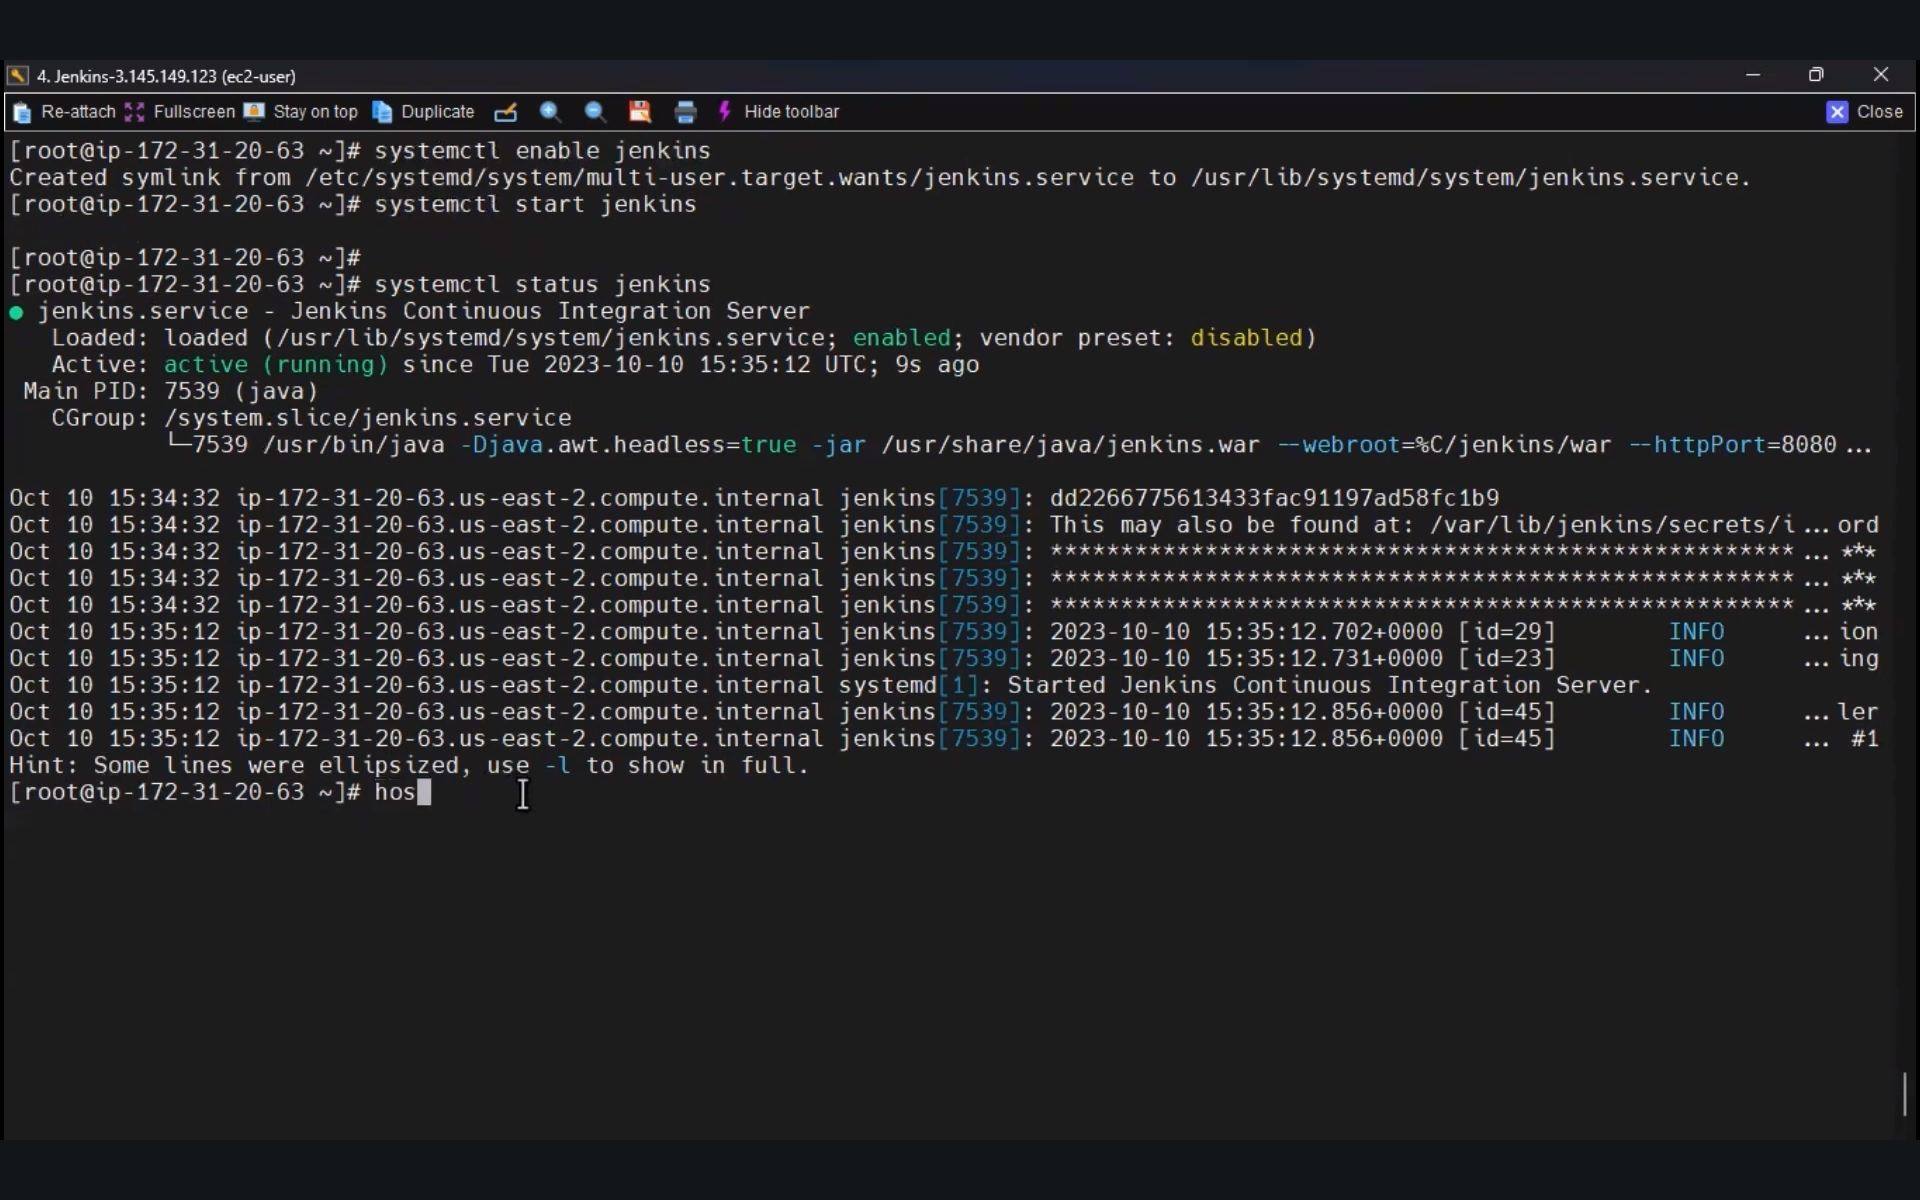 4. Jenkins-3.145.149.123 (ec2-user)
Re-attach Fullscreen Stay on top Duplicate Hide toolbar Close
[root@ip-172-31-20-63 ~]# systemctl enable jenkins
Created symlink from /etc/systemd/system/multi-user.target.wants/jenkins.service to /usr/lib/systemd/system/jenkins.service.
[root@ip-172-31-20-63 ~]# systemctl start jenkins
[root@ip-172-31-20-63 ~]#
[root@ip-172-31-20-63 ~]# systemctl status jenkins
● jenkins.service - Jenkins Continuous Integration Server
Loaded: loaded (/usr/lib/systemd/system/jenkins.service; enabled; vendor preset: disabled)
Active: active (running) since Tue 2023-10-10 15:35:12 UTC; 9s ago
Main PID: 7539 (java)
CGroup: /system.slice/jenkins.service
└─7539 /usr/bin/java -Djava.awt.headless=true -jar /usr/share/java/jenkins.war --webroot=%C/jenkins/war --httpPort=8080...
Oct 10 15:34:32 ip-172-31-20-63.us-east-2.compute.internal jenkins[7539]: dd2266775613433fac91197ad58fc1b9
Oct 10 15:34:32 ip-172-31-20-63.us-east-2.compute.internal jenkins[7539]: This may also be found at: /var/lib/jenkins/secrets/i...ord
Oct 10 15:34:32 ip-172-31-20-63.us-east-2.compute.internal jenkins[7539]: *****************************************************...***
Oct 10 15:34:32 ip-172-31-20-63.us-east-2.compute.internal jenkins[7539]: *****************************************************...***
Oct 10 15:34:32 ip-172-31-20-63.us-east-2.compute.internal jenkins[7539]: *****************************************************...***
Oct 10 15:35:12 ip-172-31-20-63.us-east-2.compute.internal jenkins[7539]: 2023-10-10 15:35:12.702+0000 [id=29] INFO ...ion
Oct 10 15:35:12 ip-172-31-20-63.us-east-2.compute.internal jenkins[7539]: 2023-10-10 15:35:12.731+0000 [id=23] INFO ...ing
Oct 10 15:35:12 ip-172-31-20-63.us-east-2.compute.internal systemd[1]: Started Jenkins Continuous Integration Server.
Oct 10 15:35:12 ip-172-31-20-63.us-east-2.compute.internal jenkins[7539]: 2023-10-10 15:35:12.856+0000 [id=45] INFO ...ler
Oct 10 15:35:12 ip-172-31-20-63.us-east-2.compute.internal jenkins[7539]: 2023-10-10 15:35:12.856+0000 [id=45] INFO ... #1
Hint: Some lines were ellipsized, use -l to show in full.
[root@ip-172-31-20-63 ~]# hos